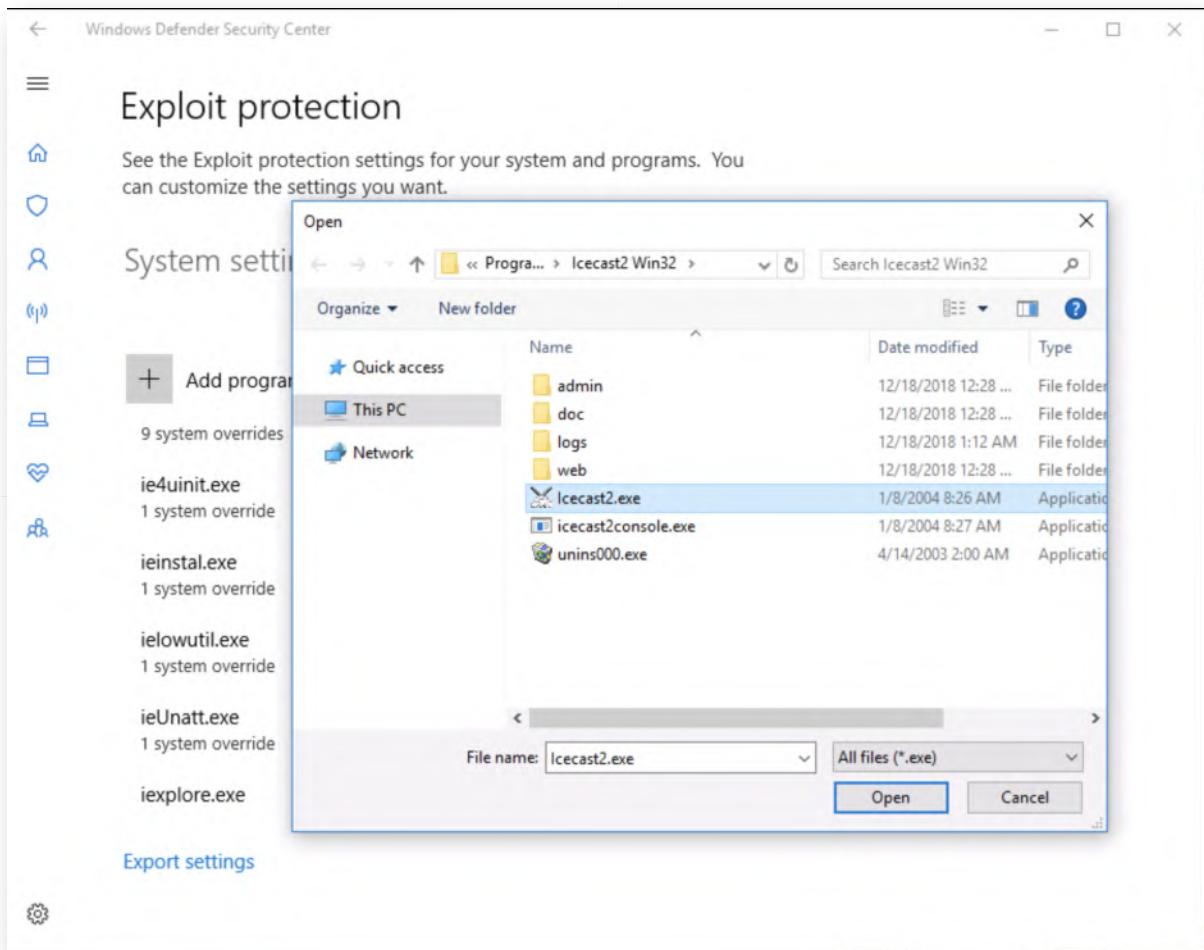 Windows Defender Security Center
Exploit protection
See the Exploit protection settings for your system and programs. You
can customize the settings you want.
System setti
Add program
9 system overrides
ie4uinit.exe
1 system override
ieinstal.exe
1 system override
ielowutil.exe
1 system override
ieUnatt.exe
1 system override
iexplore.exe
Export settings
Open
« Progra... › Icecast2 Win32 ›
Search Icecast2 Win32
Organize
New folder
Quick access
This PC
Network
Name Date modified Type
admin 12/18/2018 12:28 ... File folder
doc 12/18/2018 12:28 ... File folder
logs 12/18/2018 1:12 AM File folder
web 12/18/2018 12:28 ... File folder
Icecast2.exe 1/8/2004 8:26 AM Applicatio
icecast2console.exe 1/8/2004 8:27 AM Applicatio
unins000.exe 4/14/2003 2:00 AM Applicatio
File name: Icecast2.exe All files (*.exe)
Open Cancel